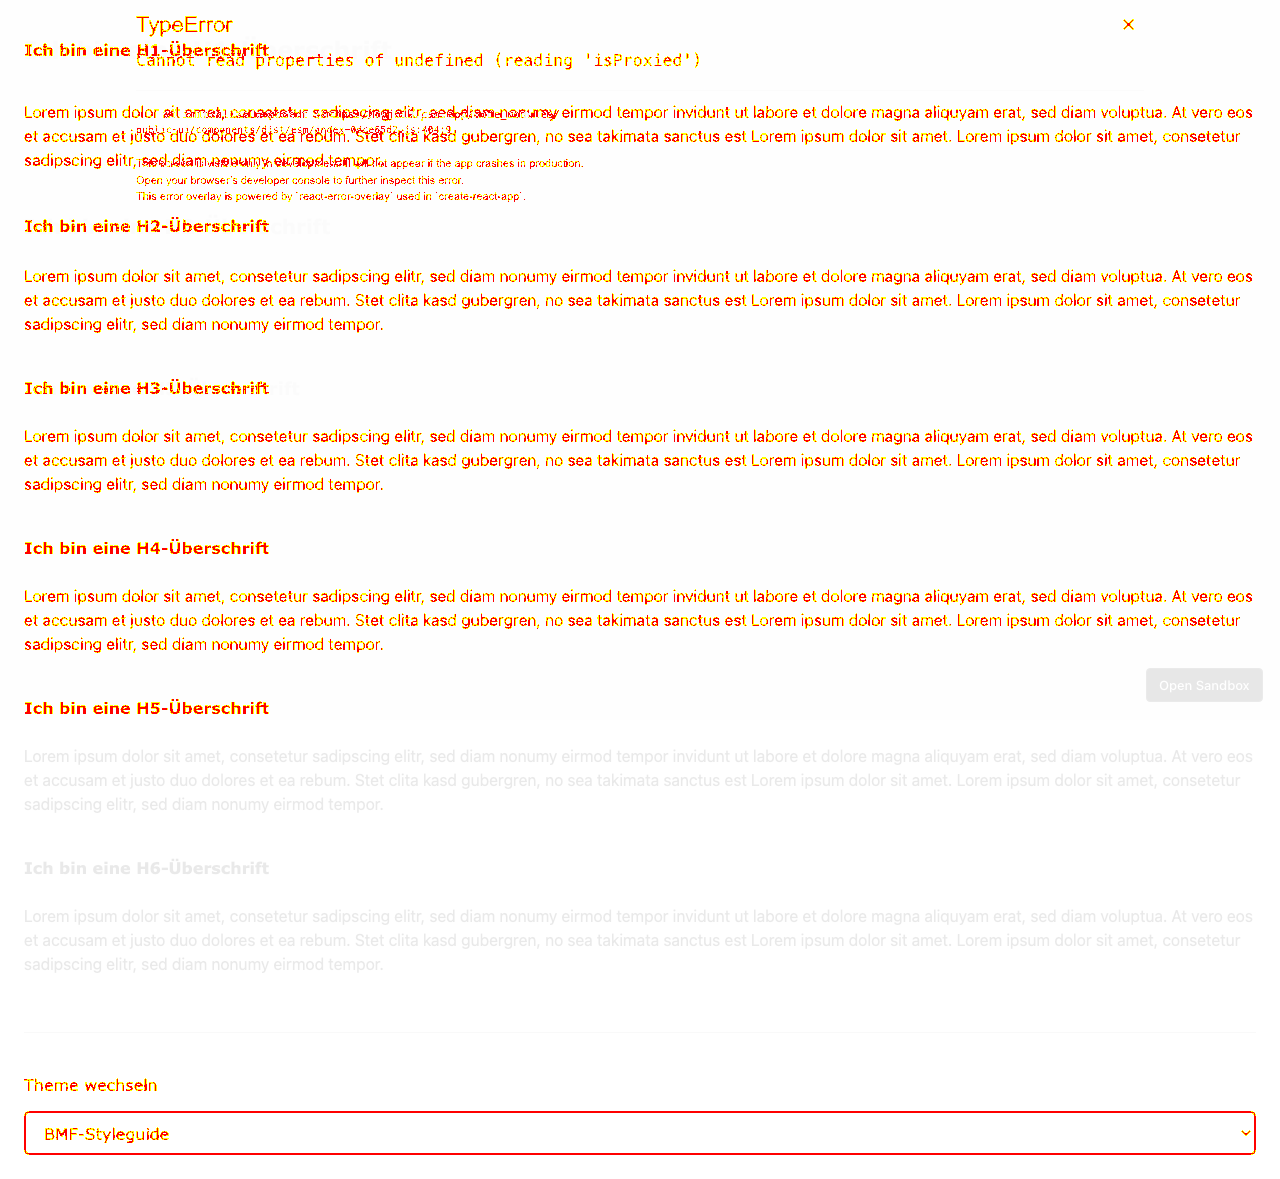 TypeError
Ich bin eine H1-Überschrift
Cannot read properties of undefined (reading 'isProxied')
Lorem ipsum dolor sit amet, consetetur sadipscing elitr, sed diam nonumy eirmod tempor invidunt ut labore et dolore magna aliquyam erat, sed diam voluptua. At vero eos
et accusam et justo duo dolores et ea rebum. Stet clita kasd gubergren, no sea takimata sanctus est Lorem ipsum dolor sit amet. Lorem ipsum dolor sit amet, consetetur
sadipscing elitr, sed diam nonumy eirmod tempor.
appear if the app crashes in production.
Open your browser's developer console to further inspect this error.
This error overlay is powered by `react-error-overlay` used in `create-react-app`.
Ich bin eine H2-Überschrift
Lorem ipsum dolor sit amet, consetetur sadipscing elitr, sed diam nonumy eirmod tempor invidunt ut labore et dolore magna aliquyam erat, sed diam voluptua. At vero eos
et accusam et justo duo dolores et ea rebum. Stet clita kasd gubergren, no sea takimata sanctus est Lorem ipsum dolor sit amet. Lorem ipsum dolor sit amet, consetetur
sadipscing elitr, sed diam nonumy eirmod tempor.
Ich bin eine H3-Überschrift
Lorem ipsum dolor sit amet, consetetur sadipscing elitr, sed diam nonumy eirmod tempor invidunt ut labore et dolore magna aliquyam erat, sed diam voluptua. At vero eos
et accusam et justo duo dolores et ea rebum. Stet clita kasd gubergren, no sea takimata sanctus est Lorem ipsum dolor sit amet. Lorem ipsum dolor sit amet, consetetur
sadipscing elitr, sed diam nonumy eirmod tempor.
Ich bin eine H4-Überschrift
Lorem ipsum dolor sit amet, consetetur sadipscing elitr, sed diam nonumy eirmod tempor invidunt ut labore et dolore magna aliquyam erat, sed diam voluptua. At vero eos
et accusam et justo duo dolores et ea rebum. Stet clita kasd gubergren, no sea takimata sanctus est Lorem ipsum dolor sit amet. Lorem ipsum dolor sit amet, consetetur
sadipscing elitr, sed diam nonumy eirmod tempor.
Open Sandbox
Ich bin eine H5-Überschrift
Lorem ipsum dolor sit amet, consetetur sadipscing elitr, sed diam nonumy eirmod tempor invidunt ut labore et dolore magna aliquyam erat, sed diam voluptua. At vero eos
et accusam et justo duo dolores et ea rebum. Stet clita kasd gubergren, no sea takimata sanctus est Lorem ipsum dolor sit amet. Lorem ipsum dolor sit amet, consetetur
sadipscing elitr, sed diam nonumy eirmod tempor.
Ich bin eine H6-Überschrift
Lorem ipsum dolor sit amet, consetetur sadipscing elitr, sed diam nonumy eirmod tempor invidunt ut labore et dolore magna aliquyam erat, sed diam voluptua. At vero eos
et accusam et justo duo dolores et ea rebum. Stet clita kasd gubergren, no sea takimata sanctus est Lorem ipsum dolor sit amet. Lorem ipsum dolor sit amet, consetetur
sadipscing elitr, sed diam nonumy eirmod tempor.
Theme wechseln
BMF-Styleguide